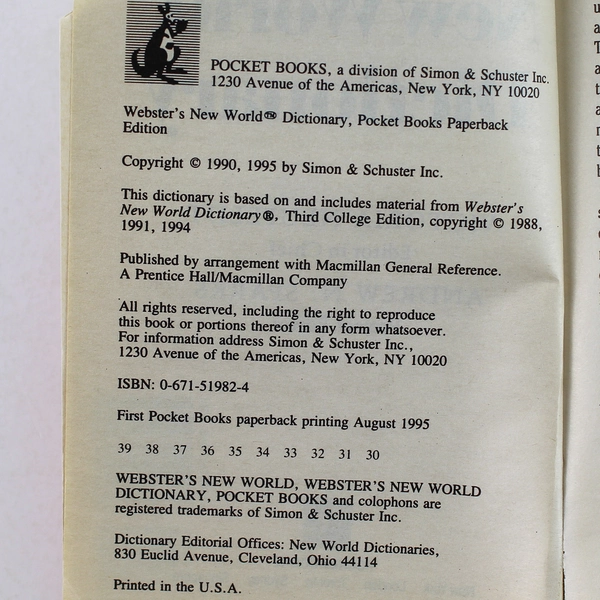 POCKET BOOKS, a division of Simon & Schuster Inc.
1230 Avenue of the Americas, New York, NY 10020
Webster's New World™ Dictionary, Pocket Books Paperback
Edition
Copyright © 1990, 1995 by Simon & Schuster Inc.
This dictionary is based on and includes material from Webster's
New World Dictionary®, Third College Edition, copyright © 1988,
1991, 1994
Published by arrangement with Macmillan General Reference.
A Prentice Hall/Macmillan Company
All rights reserved, including the right to reproduce
this book or portions thereof in any form whatsoever.
For information address Simon & Schuster Inc.,
1230 Avenue of the Americas, New York, NY 10020
ISBN: 0-671-51982-4
First Pocket Books paperback printing August 1995
39 38 37 36 35 34 33 32 31 30
WEBSTER'S NEW WORLD, WEBSTER'S NEW WORLD
DICTIONARY, POCKET BOOKS and colophons are
registered trademarks of Simon & Schuster Inc.
Dictionary Editorial Offices: New World Dictionaries,
830 Euclid Avenue, Cleveland, Ohio 44114
Printed in the U.S.A.